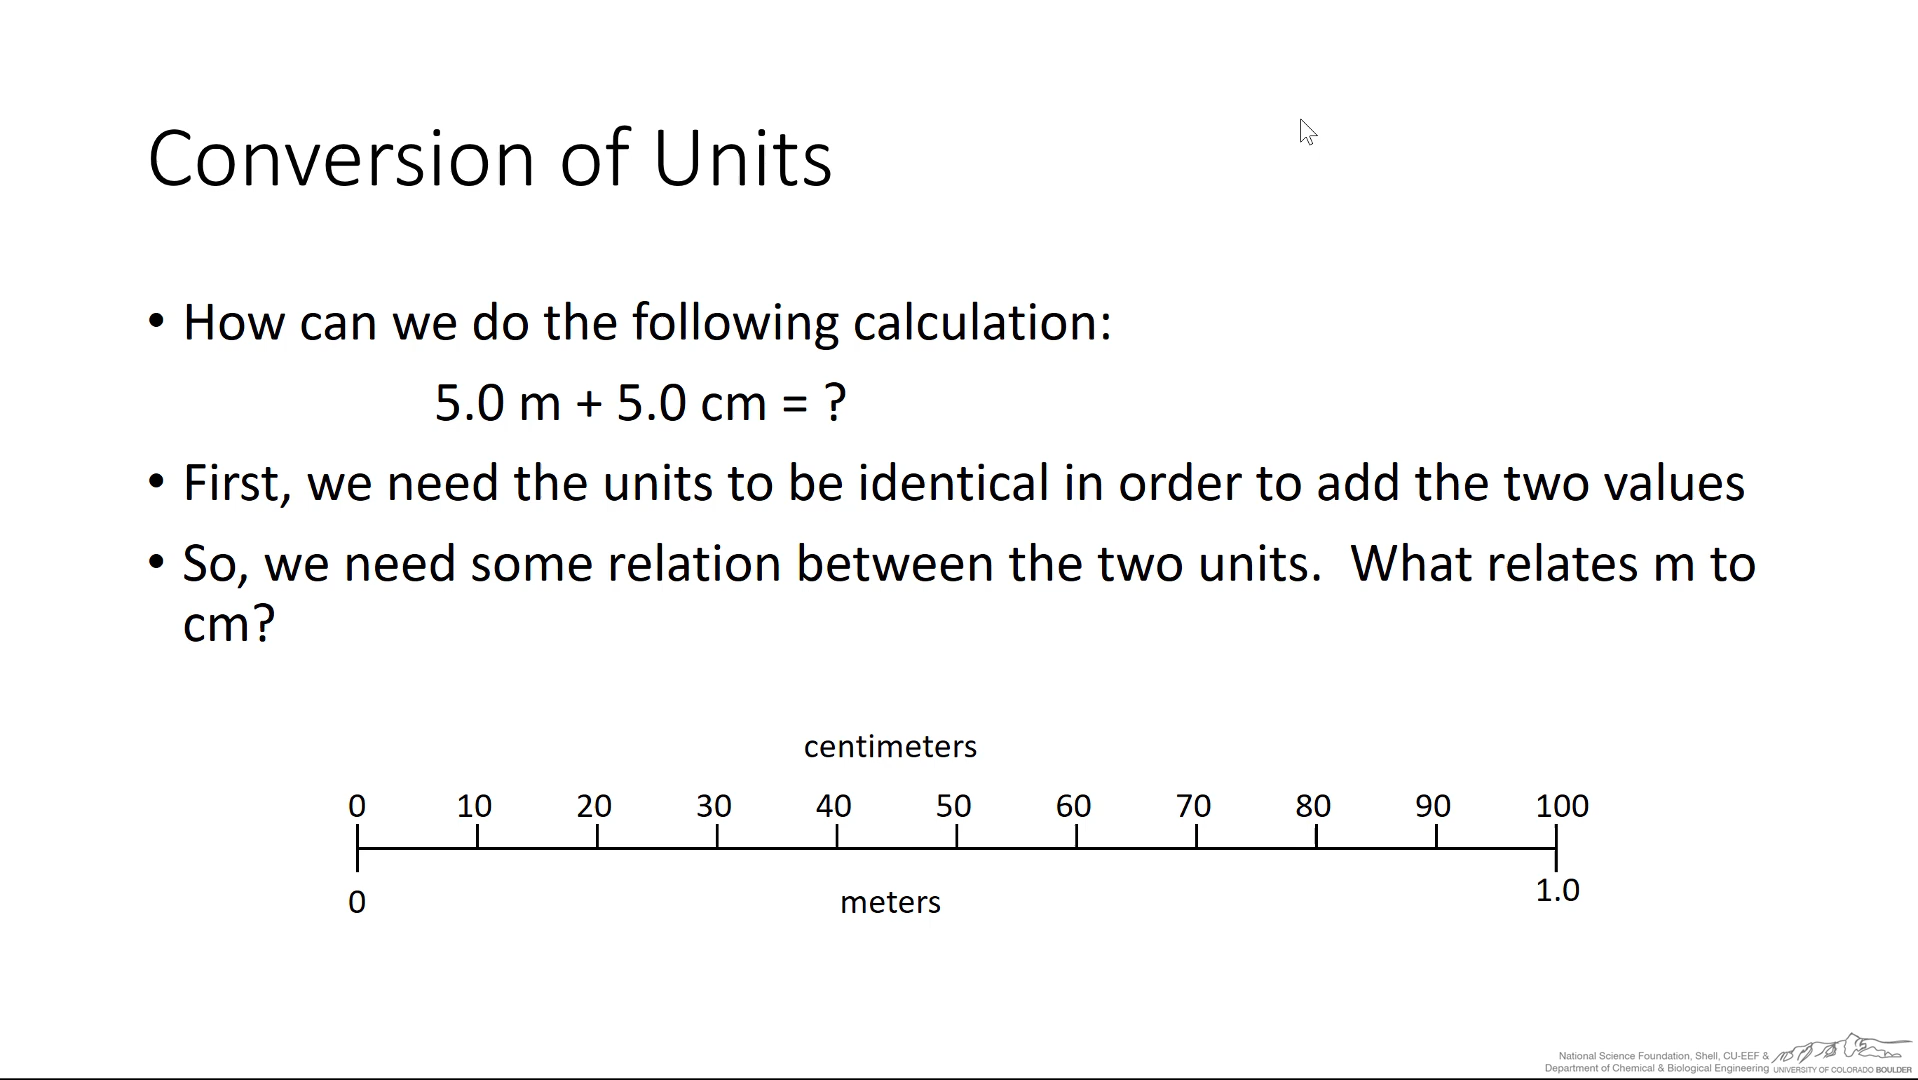 Conversion of Units
• How can we do the following calculation:
5.0 m + 5.0 cm = ?
• First, we need the units to be identical in order to add the two values
• So, we need some relation between the two units.  What relates m to
cm?
centimeters
0 10 20 30 40 50 60 70 80 90 100
0 meters 1.0
National Science Foundation, Shell, CU-EEF &
Department of Chemical & Biological Engineering UNIVERSITY OF COLORADO BOULDER